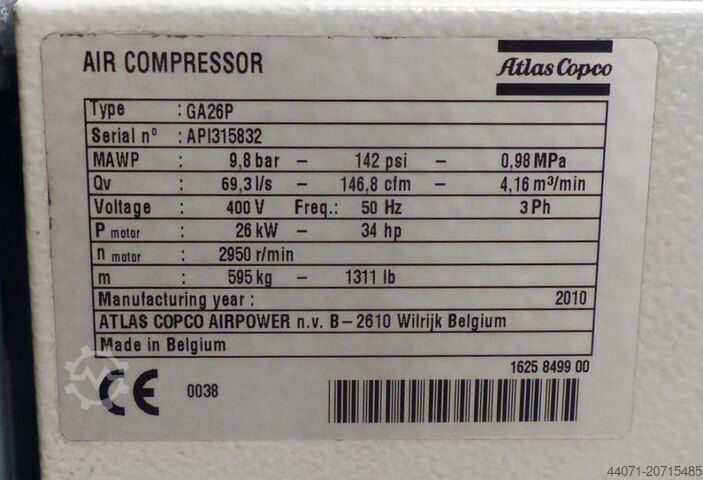 AIR COMPRESSOR
Atlas Copco
Type : GA26P
Serial nº : API315832
MAWP : 9,8 bar – 142 psi – 0,98 MPa
Qv : 69,3 l/s – 146,8 cfm – 4,16 m³/min
Voltage : 400 V Freq.: 50 Hz 3 Ph
P motor : 26 kW – 34 hp
n motor : 2950 r/min
m : 595 kg – 1311 lb
Manufacturing year : 2010
ATLAS COPCO AIRPOWER n.v. B–2610 Wilrijk Belgium
Made in Belgium
1625 8499 00
CE 0038
44071-20715485